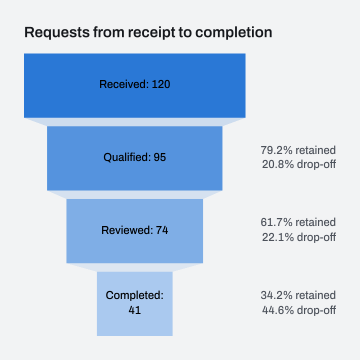 Requests from receipt to completion
Received: 120
Qualified: 95
79.2% retained
20.8% drop-off
Reviewed: 74
61.7% retained
22.1% drop-off
Completed:
41
34.2% retained
44.6% drop-off